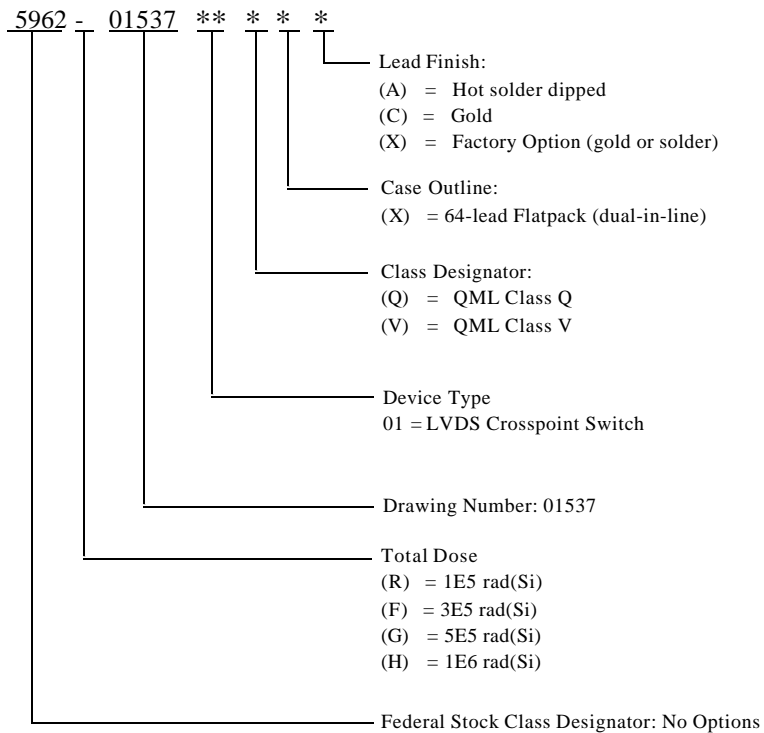 5962 - 01537 ** * * *
Lead Finish:
(A) = Hot solder dipped
(C) = Gold
(X) = Factory Option (gold or solder)
Case Outline:
(X) = 64-lead Flatpack (dual-in-line)
Class Designator:
(Q) = QML Class Q
(V) = QML Class V
Device Type
01 = LVDS Crosspoint Switch
Drawing Number: 01537
Total Dose
(R) = 1E5 rad(Si)
(F) = 3E5 rad(Si)
(G) = 5E5 rad(Si)
(H) = 1E6 rad(Si)
Federal Stock Class Designator: No Options